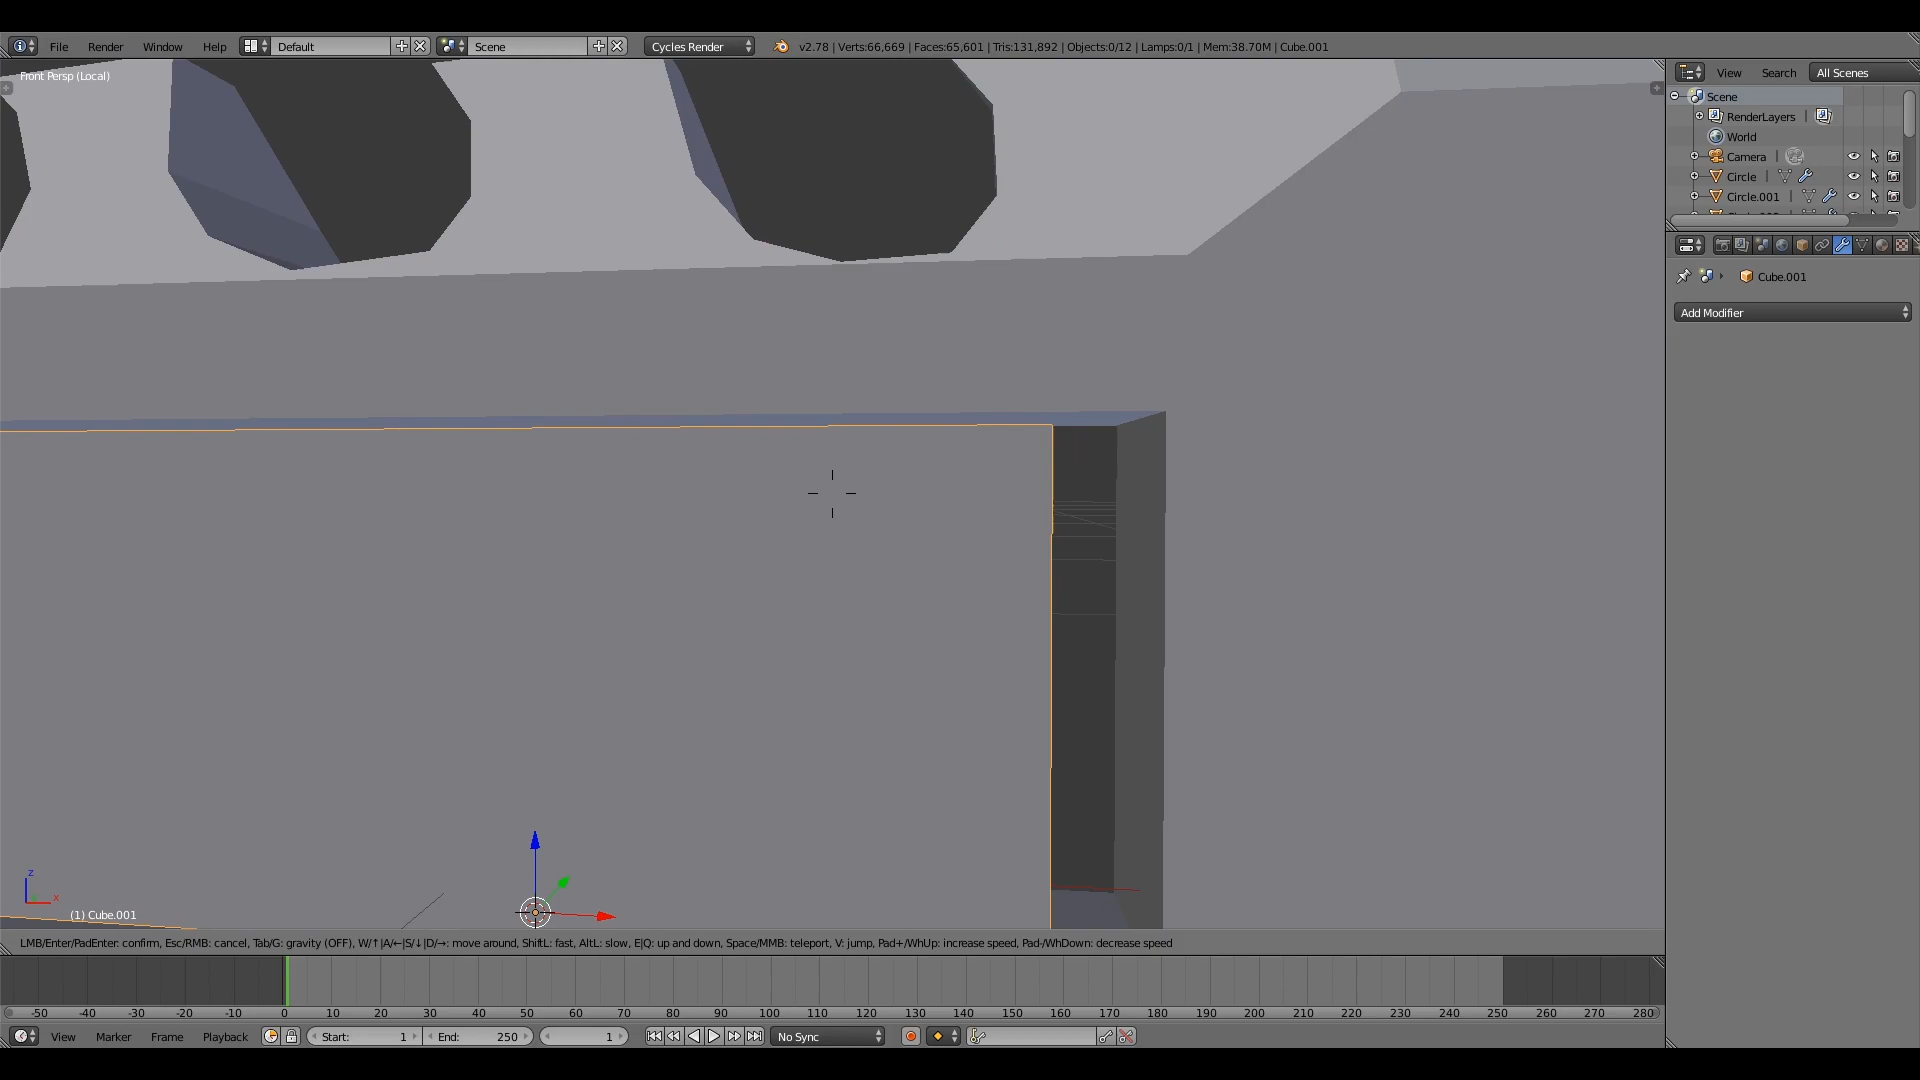 File Render Window Help Default Scene Cycles Render v2.78 | Verts:66,669 | Faces:65,601 | Tris:131,892 | Objects:0/12 | Lamps:0/1 | Mem:38.70M | Cube.001
Front Persp (Local)
View Search All Scenes
Scene
RenderLayers
World
Camera
Circle
Circle.001
Cube.001
Add Modifier
z
x
(1) Cube.001
LMB/Enter/PadEnter: confirm, Esc/RMB: cancel, Tab/G: gravity (OFF), W/↑|A/←|S/↓|D/→: move around, ShiftL: fast, AltL: slow, E|Q: up and down, Space/MMB: teleport, V: jump, Pad+/WhUp: increase speed, Pad-/WhDown: decrease speed
-50 -40 -30 -20 -10 0 10 20 30 40 50 60 70 80 90 100 110 120 130 140 150 160 170 180 190 200 210 220 230 240 250 260 270 280
View Marker Frame Playback Start: 1 End: 250 1 No Sync